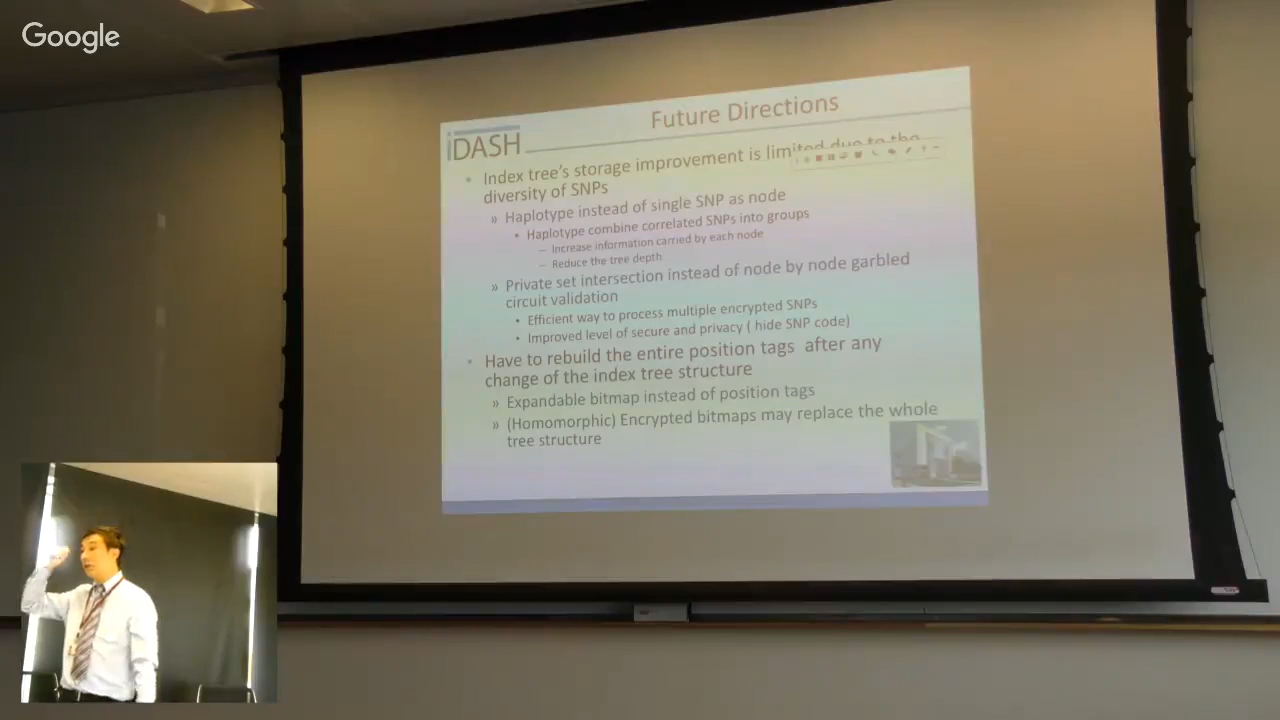 Google
Future Directions
iDASH
• Index tree's storage improvement is limited due to the
diversity of SNPs
» Haplotype instead of single SNP as node
• Haplotype combine correlated SNPs into groups
– Increase information carried by each node
– Reduce the tree depth
» Private set intersection instead of node by node garbled
circuit validation
• Efficient way to process multiple encrypted SNPs
• Improved level of secure and privacy ( hide SNP code)
• Have to rebuild the entire position tags after any
change of the index tree structure
» Expandable bitmap instead of position tags
» (Homomorphic) Encrypted bitmaps may replace the whole
tree structure